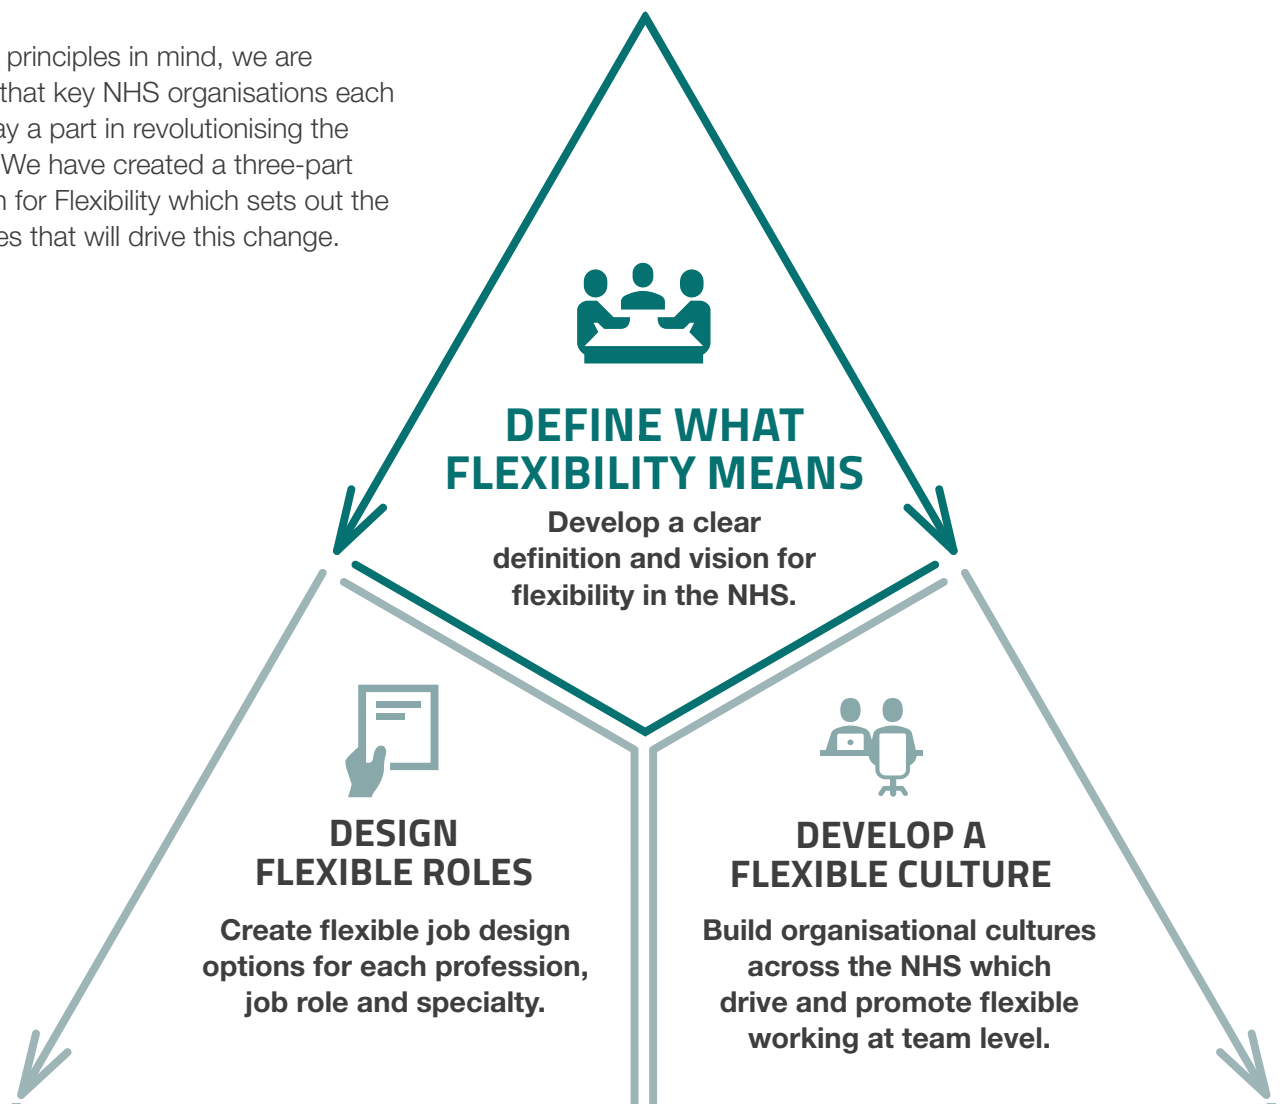 principles in mind, we are
that key NHS organisations each
a part in revolutionising the
We have created a three-part
for Flexibility which sets out the
that will drive this change.
DEFINE WHAT
FLEXIBILITY MEANS
Develop a clear
definition and vision for
flexibility in the NHS.
DESIGN
FLEXIBLE ROLES
Create flexible job design
options for each profession,
job role and specialty.
DEVELOP A
FLEXIBLE CULTURE
Build organisational cultures
across the NHS which
drive and promote flexible
working at team level.